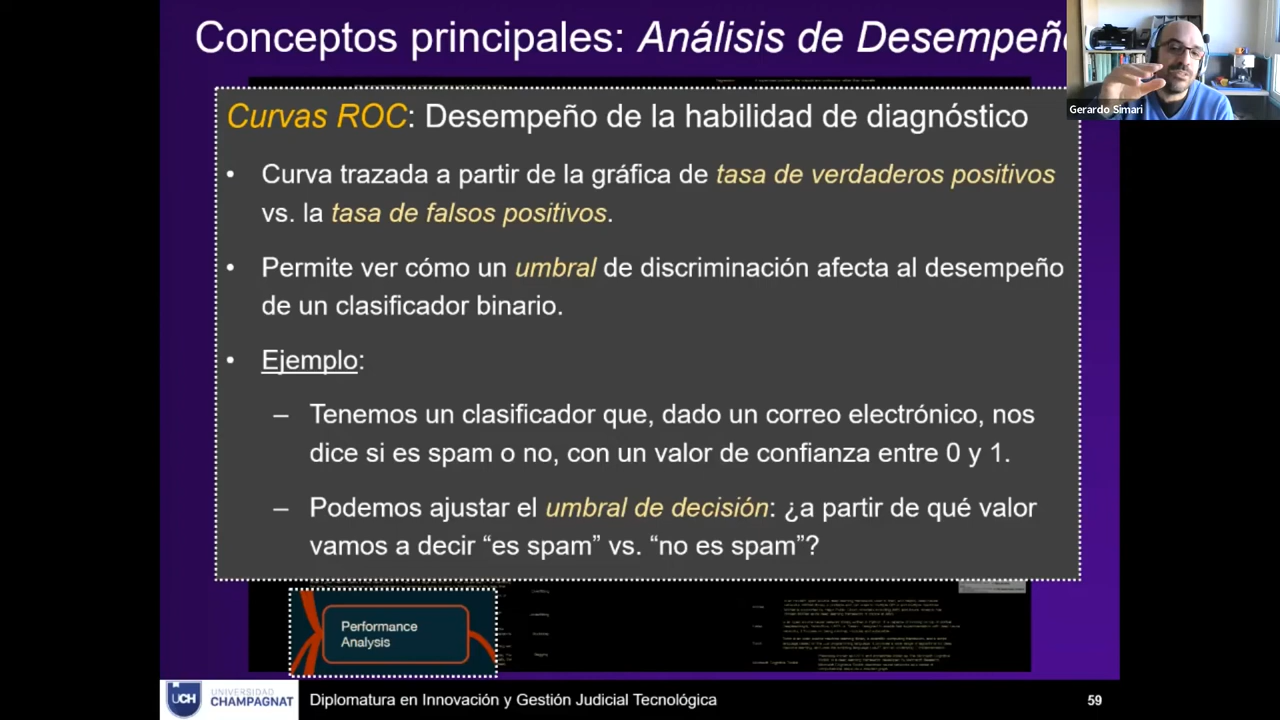 Conceptos principales: Análisis de Desempeño
Gerardo Simari
Curvas ROC: Desempeño de la habilidad de diagnóstico
• Curva trazada a partir de la gráfica de tasa de verdaderos positivos
vs. la tasa de falsos positivos.
• Permite ver cómo un umbral de discriminación afecta al desempeño
de un clasificador binario.
• Ejemplo:
– Tenemos un clasificador que, dado un correo electrónico, nos
dice si es spam o no, con un valor de confianza entre 0 y 1.
– Podemos ajustar el umbral de decisión: ¿a partir de qué valor
vamos a decir “es spam” vs. “no es spam”?
Performance
Analysis
UCH
UNIVERSIDAD
CHAMPAGNAT
Diplomatura en Innovación y Gestión Judicial Tecnológica
59